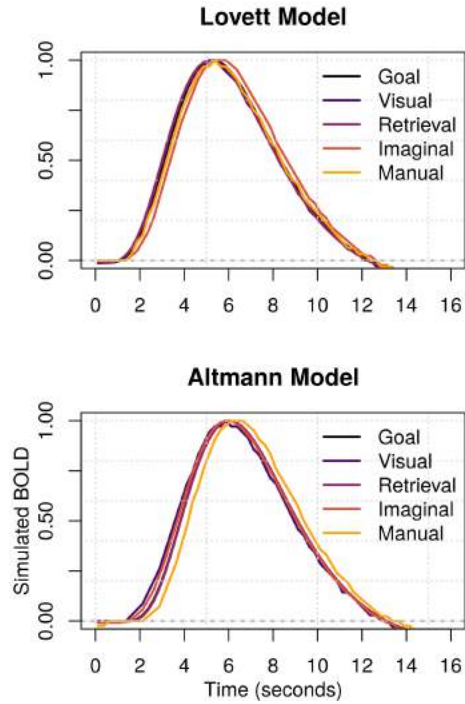 Lovett Model
1.00
0.50
0.00
Goal
Visual
Retrieval
Imaginal
Manual
0 2 4 6 8 10 12 14 16
Altmann Model
Simulated BOLD
1.00
0.50
0.00
Goal
Visual
Retrieval
Imaginal
Manual
0 2 4 6 8 10 12 14 16
Time (seconds)